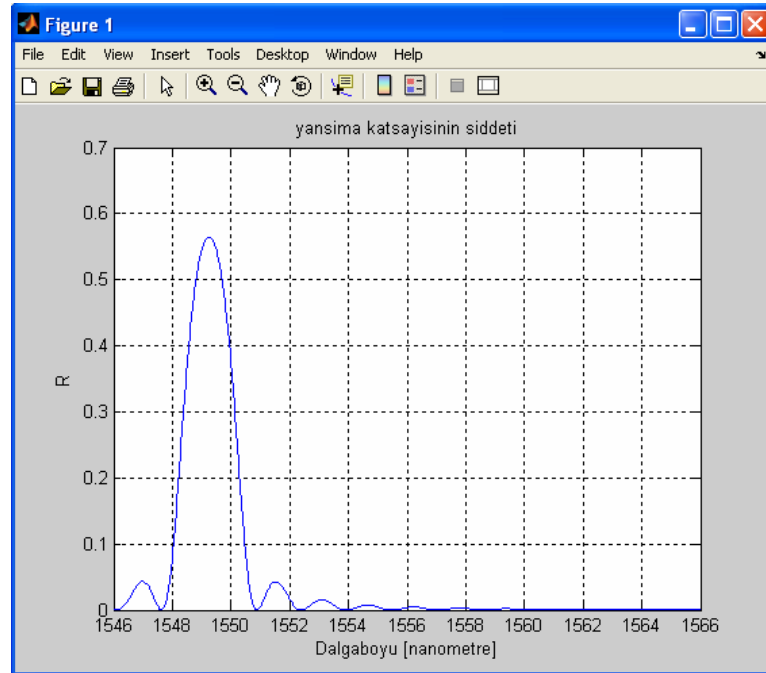 Figure 1
File Edit View Insert Tools Desktop Window Help
yansima katsayisinin siddeti
0.7
0.6
0.5
0.4
0.3
0.2
0.1
0
R
1546 1548 1550 1552 1554 1556 1558 1560 1562 1564 1566
Dalgaboyu [nanometre]